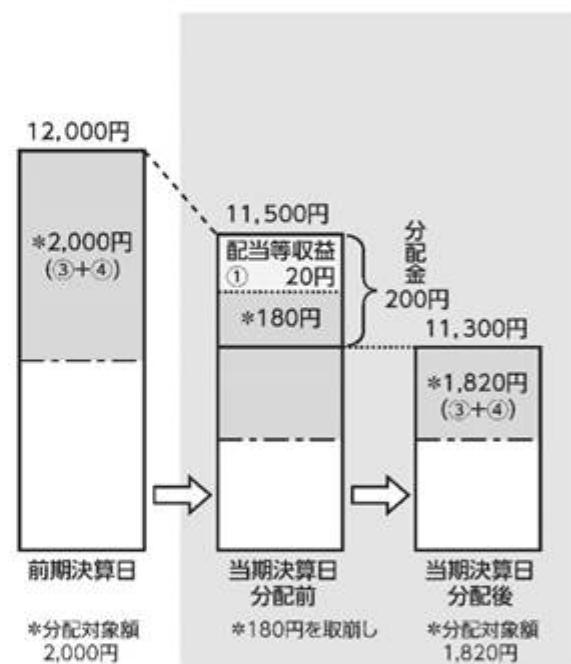 12,000円
＊2,000円
(③+④)
前期決算日
＊分配対象額
2,000円
11,500円
配当等収益
① 20円
＊180円
分配金
200円
当期決算日
分配前
＊180円を取崩し
11,300円
＊1,820円
(③+④)
当期決算日
分配後
＊分配対象額
1,820円